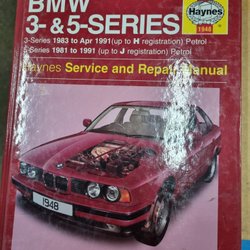 BMW
3- & 5-SERIES
Haynes
1948
3-Series 1983 to Apr 1991 (up to H registration) Petrol
5-Series 1981 to 1991 (up to J registration) Petrol
Haynes Service and Repair Manual
1948